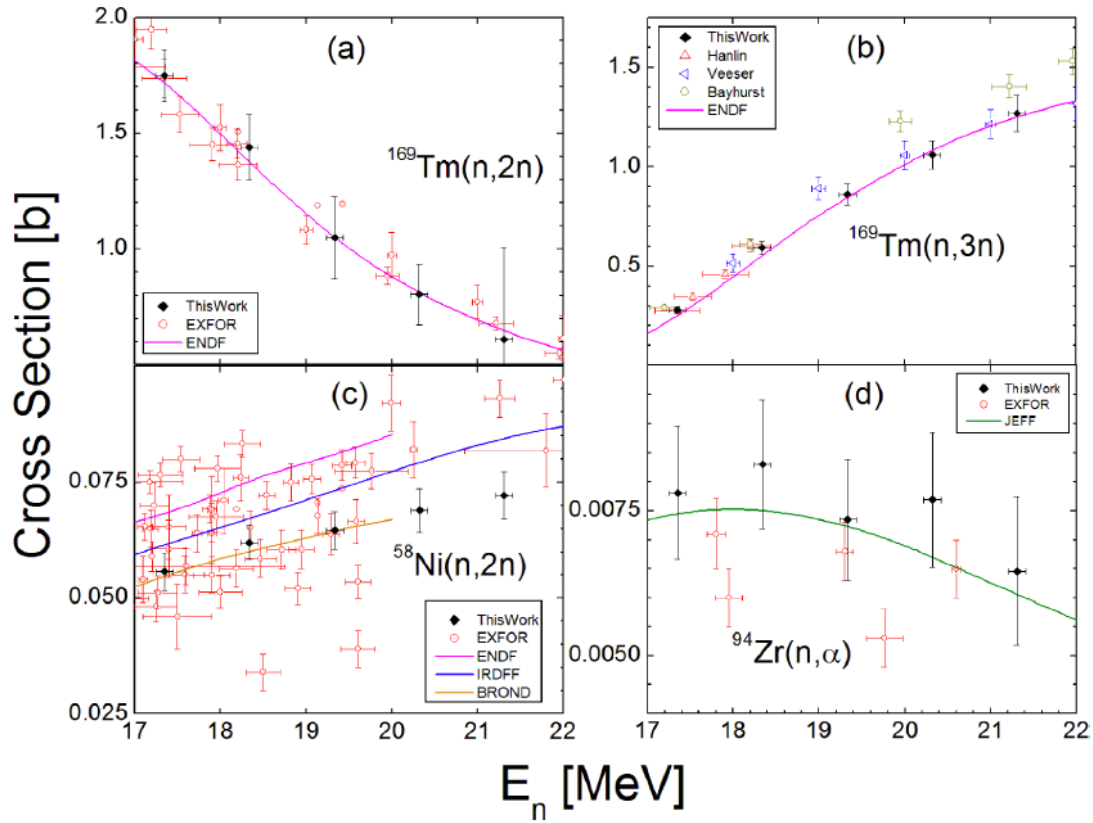 Cross Section [b]
2.0
1.5
1.0
(a)
¹⁶⁹Tm(n,2n)
ThisWork
EXFOR
ENDF
1.5
1.0
0.5
(b)
ThisWork
Hanlin
Veeser
Bayhurst
ENDF
¹⁶⁹Tm(n,3n)
0.075
0.050
0.025
(c)
⁵⁸Ni(n,2n)
ThisWork
EXFOR
ENDF
IRDFF
BROND
17 18 19 20 21 22
0.0075
0.0050
(d)
ThisWork
EXFOR
JEFF
⁹⁴Zr(n,α)
17 18 19 20 21 22
Eₙ [MeV]